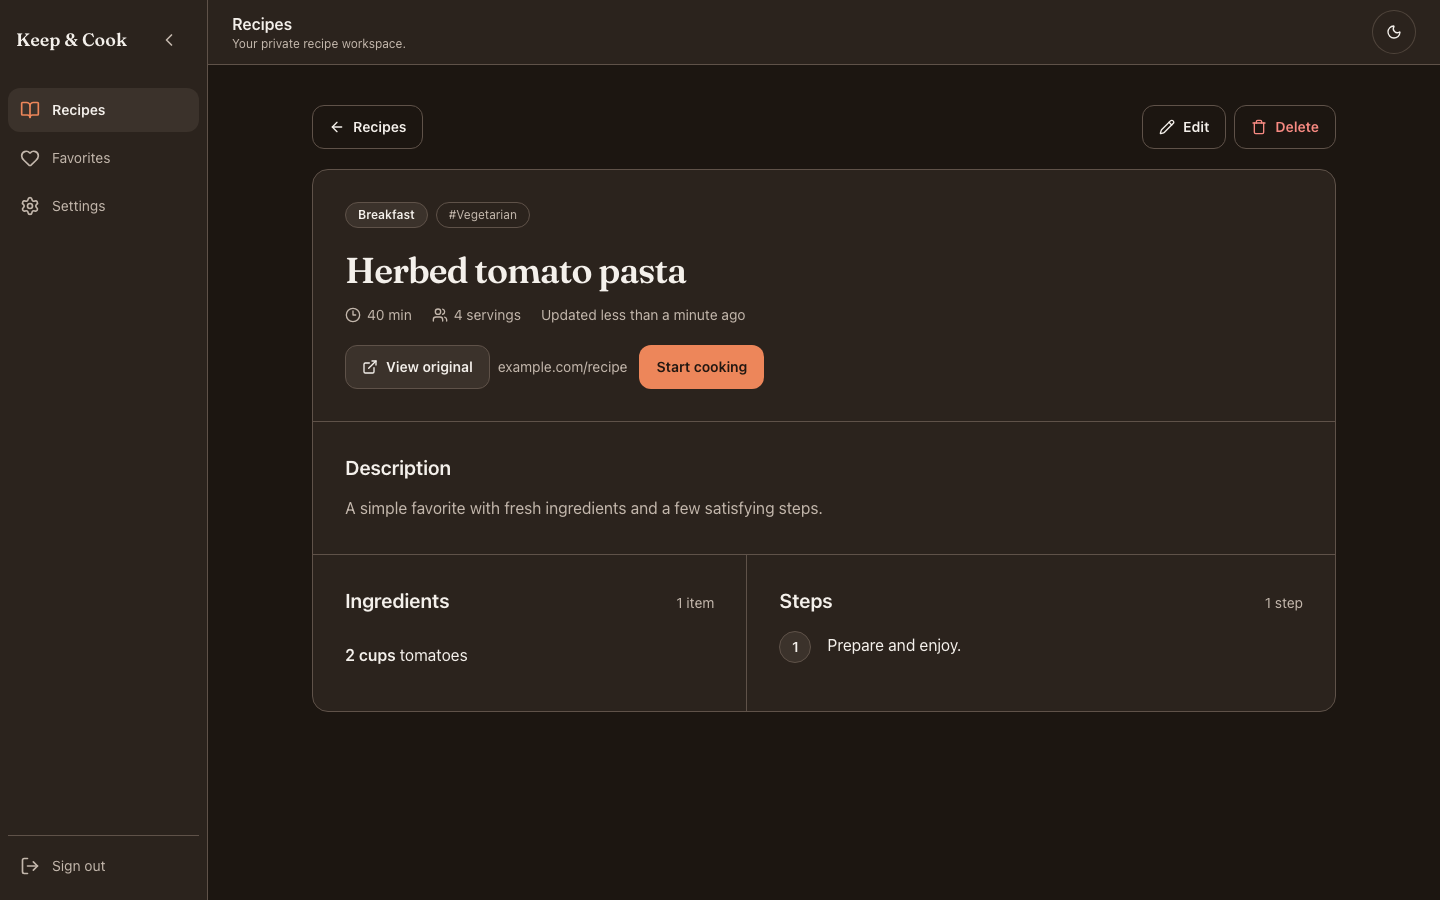 Keep & Cook
Recipes
Favorites
Settings
Sign out
Recipes
Your private recipe workspace.
Recipes
Edit
Delete
Breakfast
#Vegetarian
Herbed tomato pasta
40 min
4 servings
Updated less than a minute ago
View original
example.com/recipe
Start cooking
Description
A simple favorite with fresh ingredients and a few satisfying steps.
Ingredients
1 item
2 cups tomatoes
Steps
1 step
1
Prepare and enjoy.